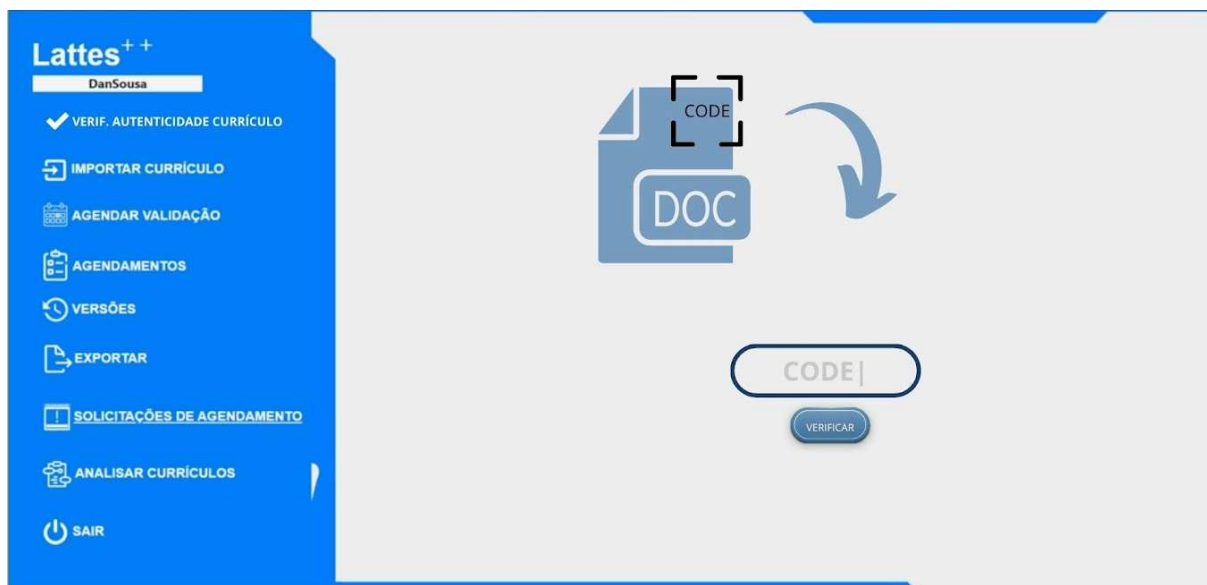 Lattes++
DanSousa
VERIF. AUTENTICIDADE CURRÍCULO
IMPORTAR CURRÍCULO
AGENDAR VALIDAÇÃO
AGENDAMENTOS
VERSÕES
EXPORTAR
SOLICITAÇÕES DE AGENDAMENTO
ANALISAR CURRÍCULOS
SAIR
CODE
DOC
CODE|
VERIFICAR